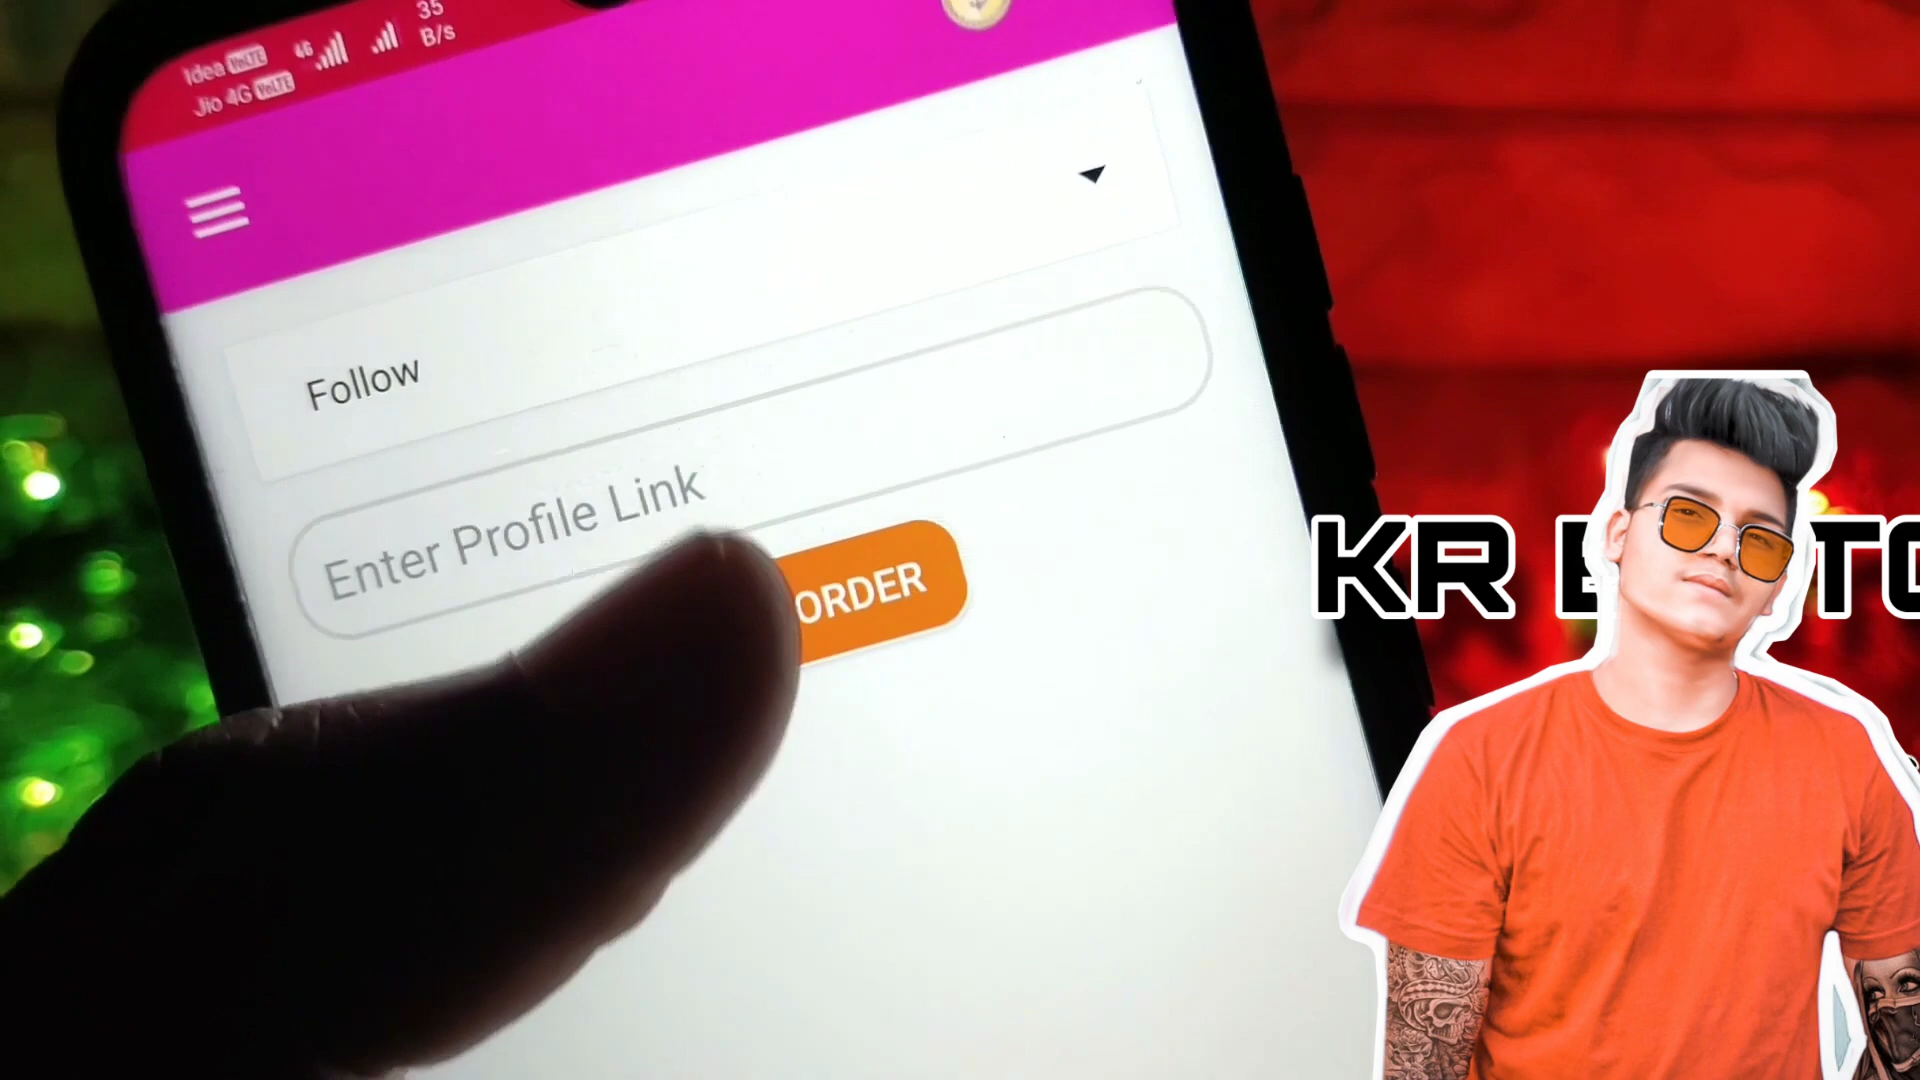 Idea VoLTE 4G 35
Jio 4G VoLTE B/s
Follow
Enter Profile Link
ORDER
KR